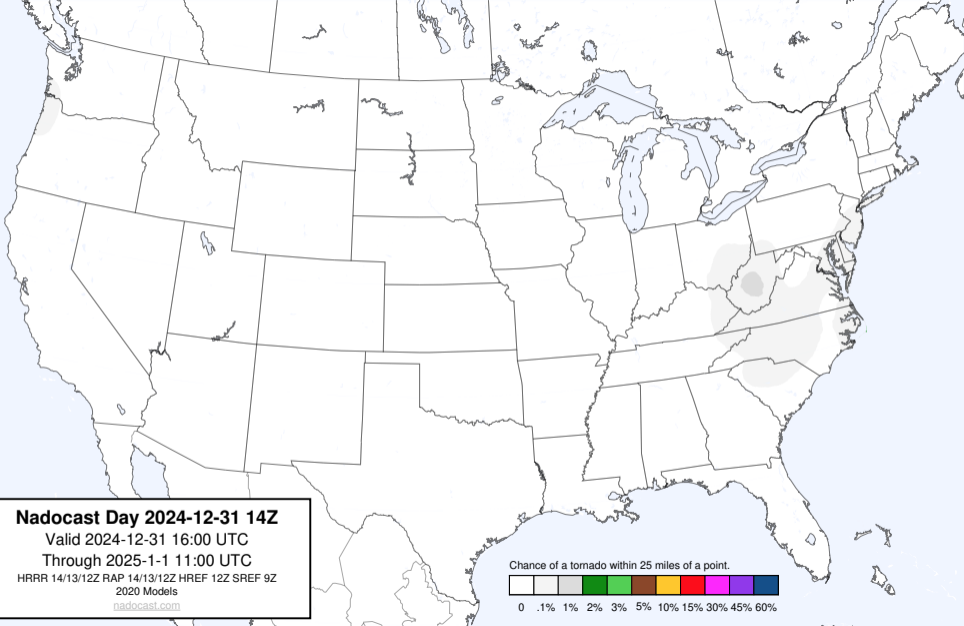 Nadocast Day 2024-12-31 14Z
Valid 2024-12-31 16:00 UTC
Through 2025-1-1 11:00 UTC
HRRR 14/13/12Z RAP 14/13/12Z HREF 12Z SREF 9Z
2020 Models
nadocast.com
Chance of a tornado within 25 miles of a point.
0 .1% 1% 2% 3% 5% 10% 15% 30% 45% 60%